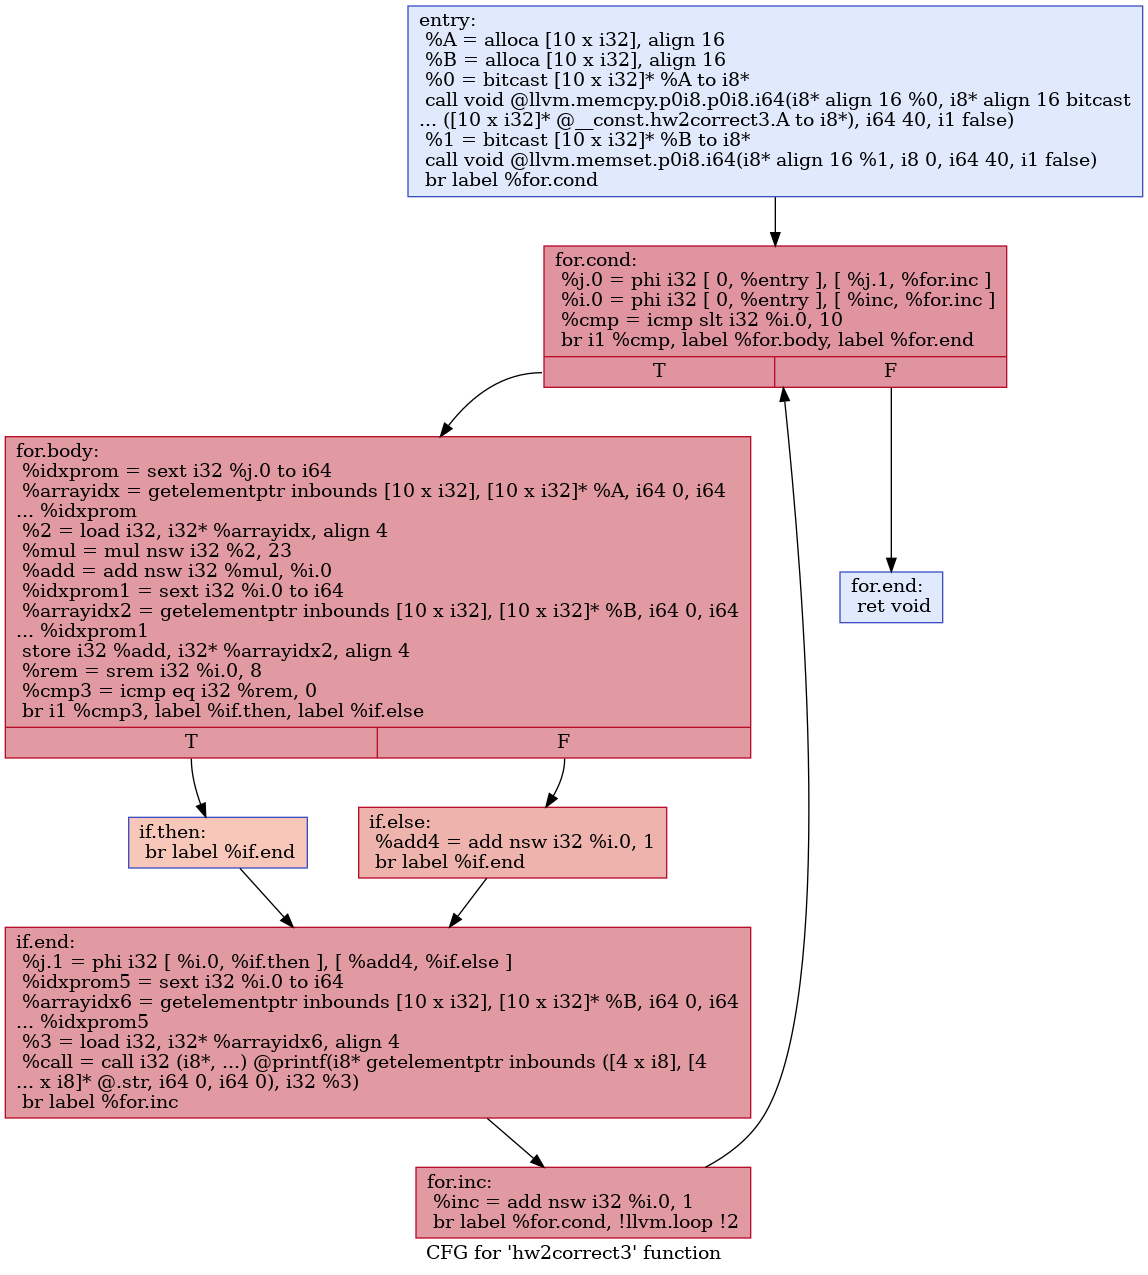 entry:
%A = alloca [10 x i32], align 16
%B = alloca [10 x i32], align 16
%0 = bitcast [10 x i32]* %A to i8*
call void @llvm.memcpy.p0i8.p0i8.i64(i8* align 16 %0, i8* align 16 bitcast
... ([10 x i32]* @__const.hw2correct3.A to i8*), i64 40, i1 false)
%1 = bitcast [10 x i32]* %B to i8*
call void @llvm.memset.p0i8.i64(i8* align 16 %1, i8 0, i64 40, i1 false)
br label %for.cond
for.cond:
%j.0 = phi i32 [ 0, %entry ], [ %j.1, %for.inc ]
%i.0 = phi i32 [ 0, %entry ], [ %inc, %for.inc ]
%cmp = icmp slt i32 %i.0, 10
br i1 %cmp, label %for.body, label %for.end
T
F
for.body:
%idxprom = sext i32 %j.0 to i64
%arrayidx = getelementptr inbounds [10 x i32], [10 x i32]* %A, i64 0, i64
... %idxprom
%2 = load i32, i32* %arrayidx, align 4
%mul = mul nsw i32 %2, 23
%add = add nsw i32 %mul, %i.0
%idxprom1 = sext i32 %i.0 to i64
%arrayidx2 = getelementptr inbounds [10 x i32], [10 x i32]* %B, i64 0, i64
... %idxprom1
store i32 %add, i32* %arrayidx2, align 4
%rem = srem i32 %i.0, 8
%cmp3 = icmp eq i32 %rem, 0
br i1 %cmp3, label %if.then, label %if.else
T
F
for.end:
ret void
if.then:
br label %if.end
if.else:
%add4 = add nsw i32 %i.0, 1
br label %if.end
if.end:
%j.1 = phi i32 [ %i.0, %if.then ], [ %add4, %if.else ]
%idxprom5 = sext i32 %i.0 to i64
%arrayidx6 = getelementptr inbounds [10 x i32], [10 x i32]* %B, i64 0, i64
... %idxprom5
%3 = load i32, i32* %arrayidx6, align 4
%call = call i32 (i8*, ...) @printf(i8* getelementptr inbounds ([4 x i8], [4
... x i8]* @.str, i64 0, i64 0), i32 %3)
br label %for.inc
for.inc:
%inc = add nsw i32 %i.0, 1
br label %for.cond, !llvm.loop !2
CFG for 'hw2correct3' function